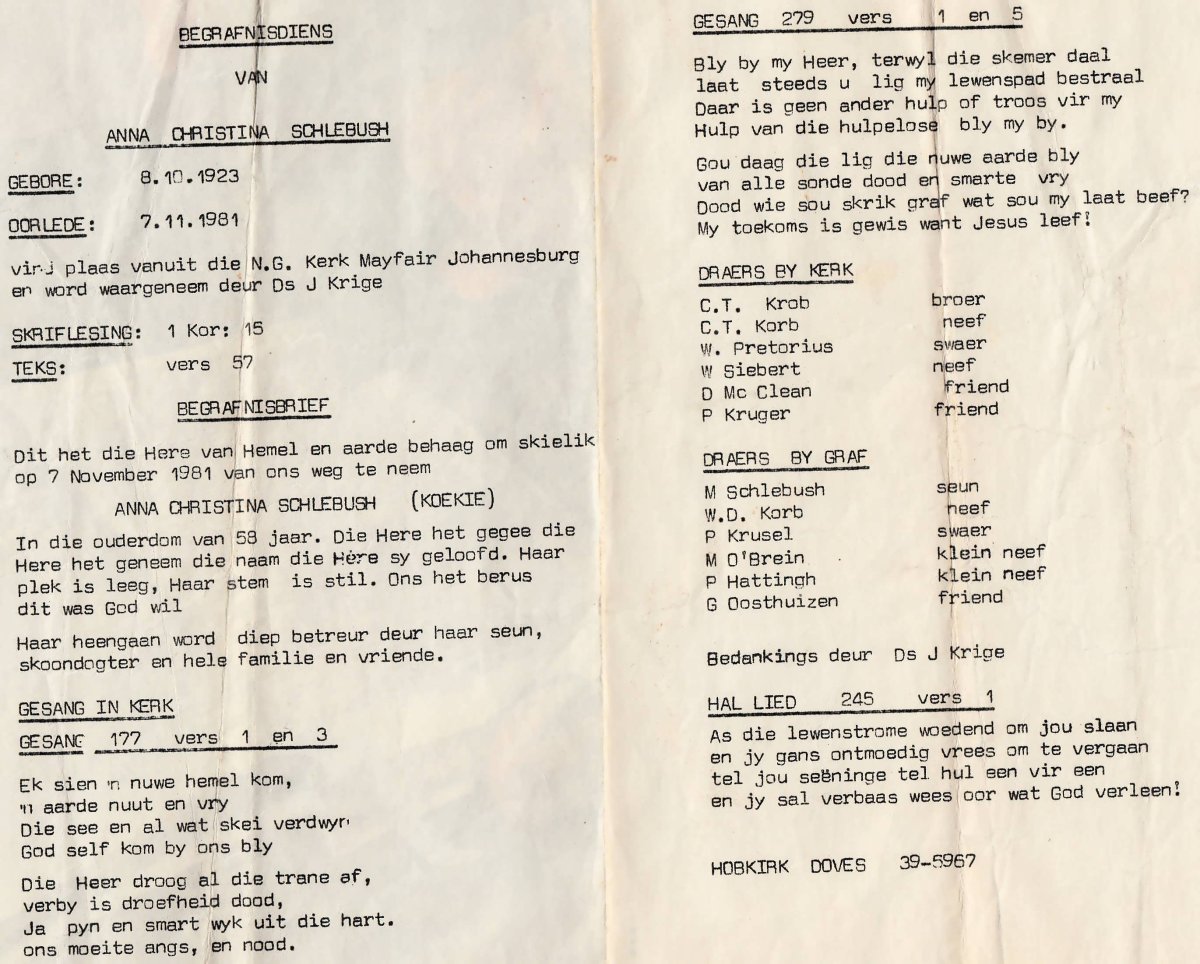 BEGRAFNISDIENS
VAN
ANNA CHRISTINA SCHLEBUSH
GEBORE: 8.10.1923
OORLEDE: 7.11.1981
vind plaas vanuit die N.G. Kerk Mayfair Johannesburg
en word waargeneem deur Ds J Krige
SKRIFLESING: 1 Kor: 15
TEKS: vers 57
BEGRAFNISBRIEF
Dit het die Here van Hemel en aarde behaag om skielik
op 7 November 1981 van ons weg te neem
ANNA CHRISTINA SCHLEBUSH (KOEKIE)
In die ouderdom van 58 jaar. Die Here het gegee die
Here het geneem die naam die Here sy geloofd. Haar
plek is leeg, Haar stem is stil. Ons het berus
dit was God wil
Haar heengaan word diep betreur deur haar seun,
skoondogter en hele familie en vriende.
GESANG IN KERK
GESANG 177 vers 1 en 3
Ek sien 'n nuwe hemel kom,
'n aarde nuut en vry
Die see en al wat skei verdwyn
God self kom by ons bly
Die Heer droog al die trane af,
verby is droefheid dood,
Ja pyn en smart wyk uit die hart.
ons moeite angs, en nood.
GESANG 279 vers 1 en 5
Bly by my Heer, terwyl die skemer daal
laat steeds u lig my lewenspad bestraal
Daar is geen ander hulp of troos vir my
Hulp van die hulpelose bly my by.
Gou daag die lig die nuwe aarde bly
van alle sonde dood en smarte vry
Dood wie sou skrik graf wat sou my laat beef?
My toekoms is gewis want Jesus leef!
DRAERS BY KERK
C.T. Krob broer
C.T. Korb neef
W. Pretorius swaer
W Siebert neef
D Mc Clean friend
P Kruger friend
DRAERS BY GRAF
M Schlebush seun
W.D. Korb neef
P Krusel swaer
M O'Brein klein neef
P Hattingh klein neef
G Oosthuizen friend
Bedankings deur Ds J Krige
HAL LIED 245 vers 1
As die lewenstrome woedend om jou slaan
en jy gans ontmoedig vrees om te vergaan
tel jou seëninge tel hul een vir een
en jy sal verbaas wees oor wat God verleen!
HOBKIRK DOVES 39-5967